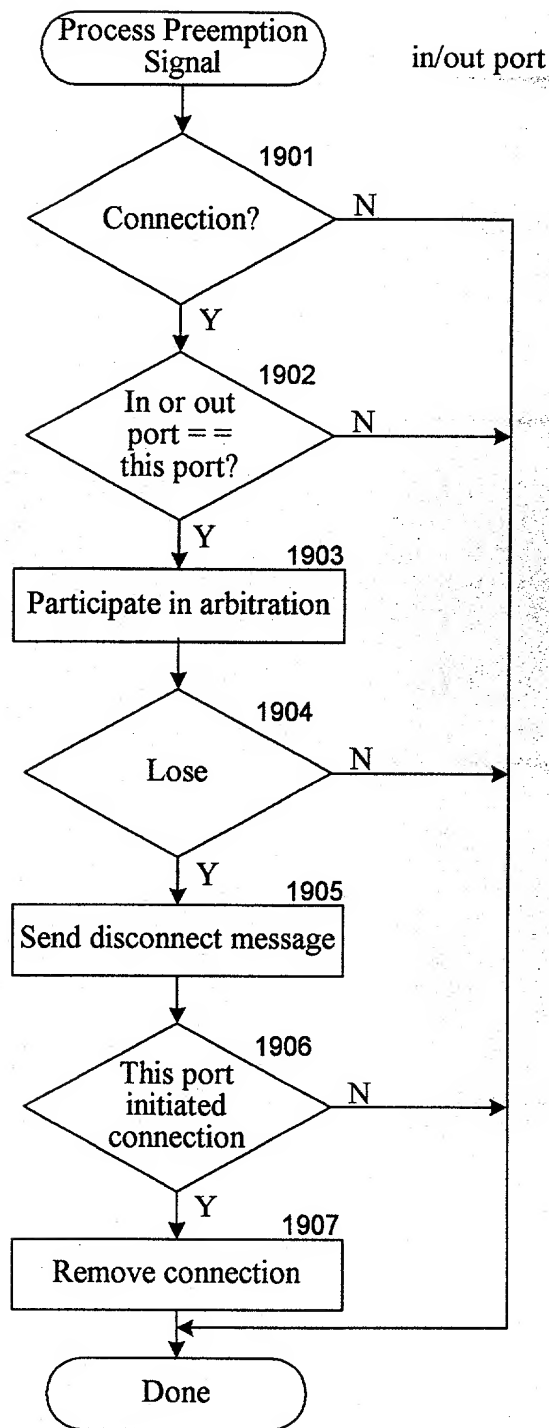 Process Preemption
Signal
in/out port
1901
Connection?
N
Y
1902
In or out
port = =
this port?
N
Y
1903
Participate in arbitration
1904
Lose
N
Y
1905
Send disconnect message
1906
This port
initiated
connection
N
Y
1907
Remove connection
Done